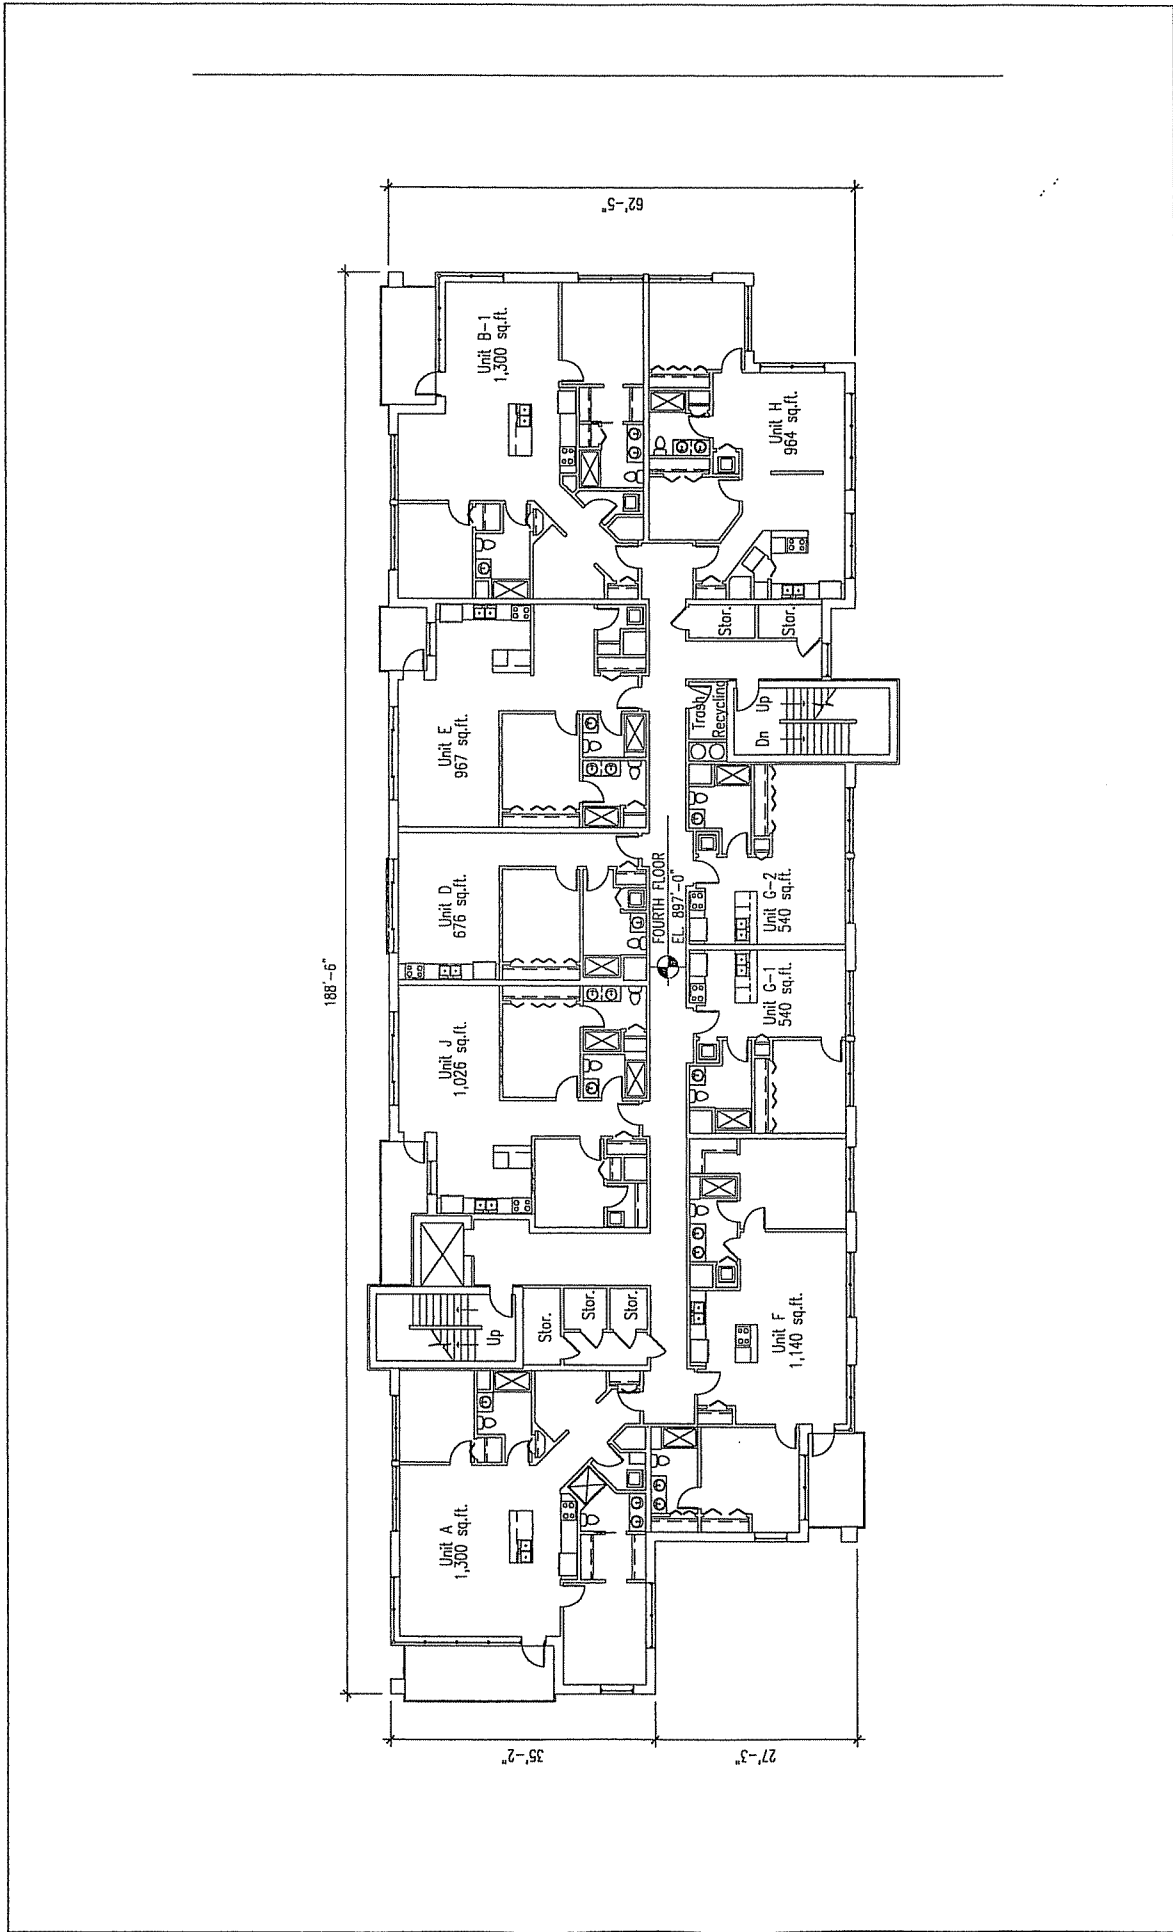 188'-6"
62'-5"
35'-2"
27'-3"
Unit A
1,300 sq.ft.
Up
Stor.
Stor.
Stor.
Unit J
1,026 sq.ft.
Unit D
676 sq.ft.
Unit E
967 sq.ft.
Unit B-1
1,300 sq.ft.
FOURTH FLOOR
EL. 897'-0"
Unit F
1,140 sq.ft.
Unit G-1
540 sq.ft.
Unit G-2
540 sq.ft.
Trash
Recycling
Dn
Up
Stor.
Stor.
Unit H
964 sq.ft.